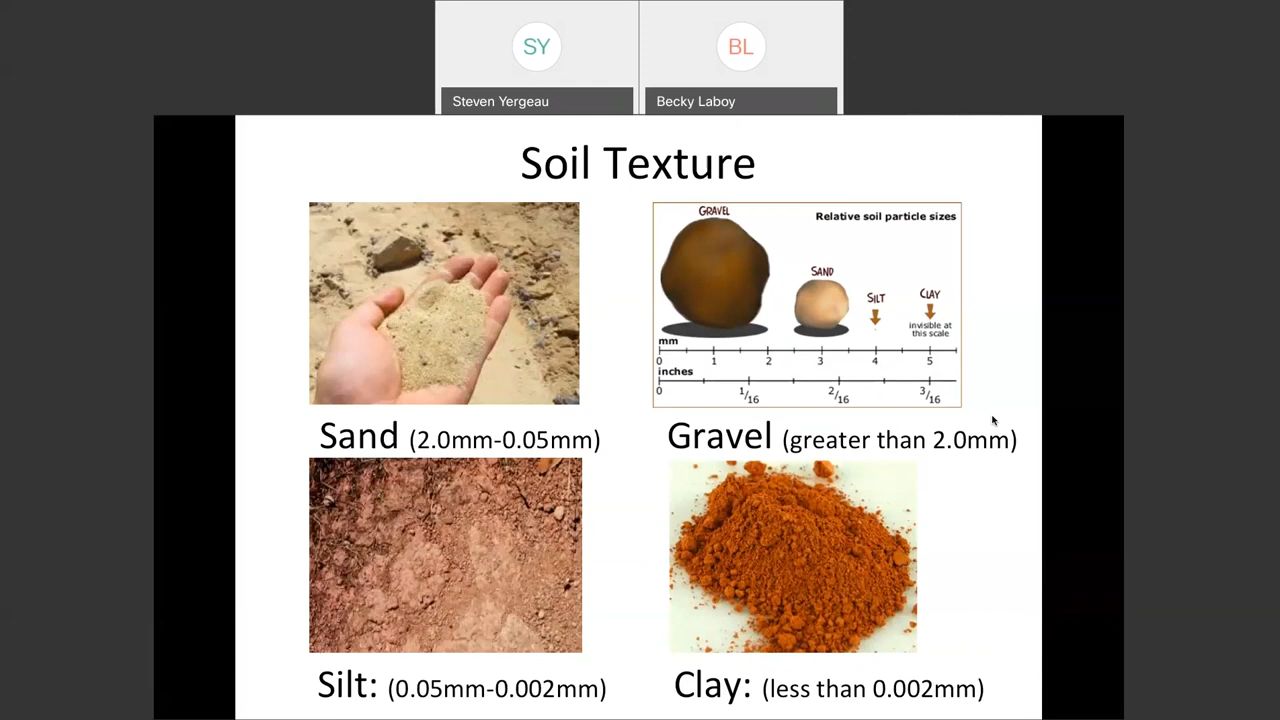 SY
BL
Steven Yergeau
Becky Laboy
Soil Texture
GRAVEL
Relative soil particle sizes
SAND
SILT
CLAY
invisible at
this scale
mm
0 1 2 3 4 5
inches
0 1/16 2/16 3/16
Sand (2.0mm-0.05mm)
Gravel (greater than 2.0mm)
Silt: (0.05mm-0.002mm)
Clay: (less than 0.002mm)